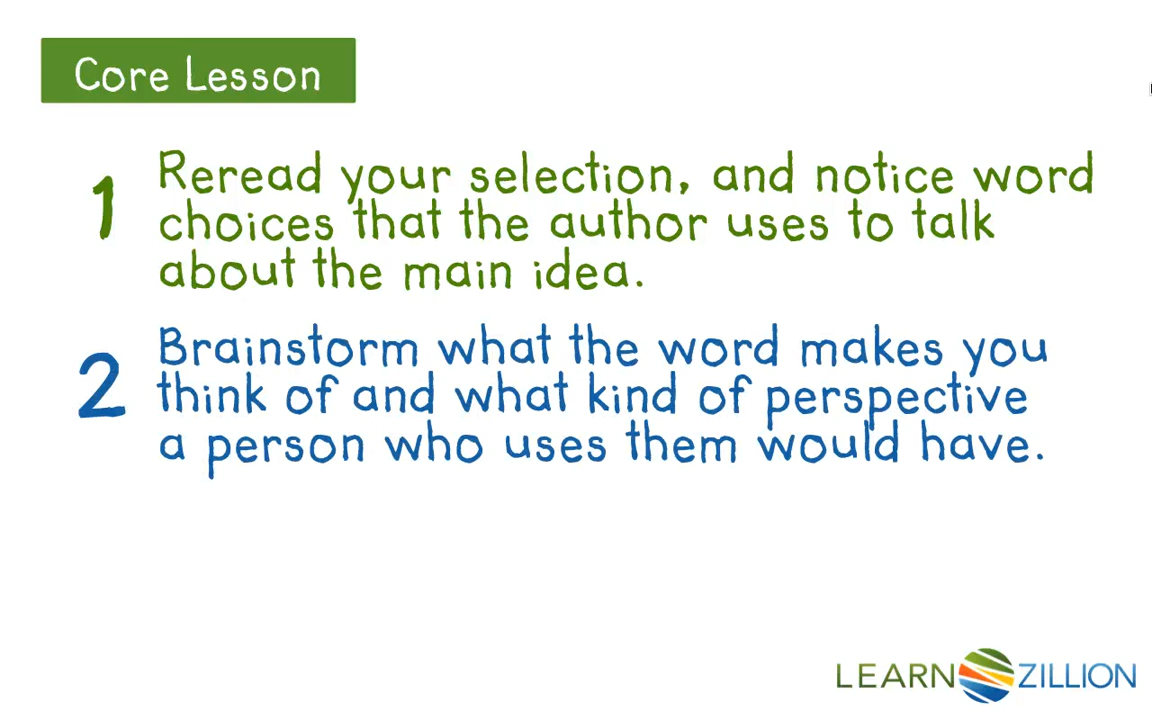 Core Lesson
1 Reread your selection, and notice word
choices that the author uses to talk
about the main idea.
2 Brainstorm what the word makes you
think of and what kind of perspective
a person who uses them would have.
LEARN ZILLION